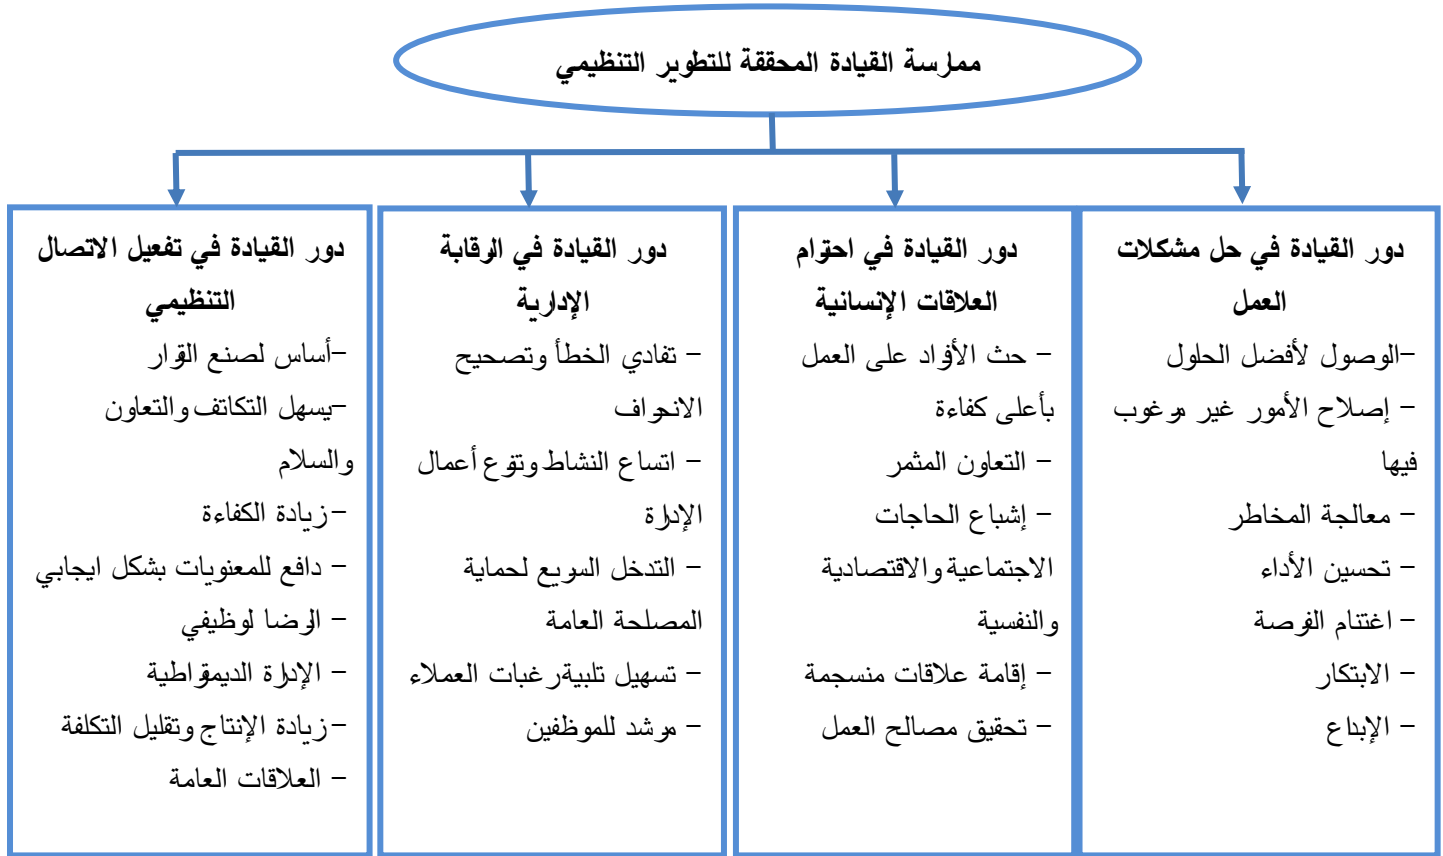 ممارسة القيادة المحققة للتطوير التنظيمي
دور القيادة في حل مشكلات
العمل
-الوصول لأفضل الحلول
- إصلاح الأمور غير مرغوب
فيها
- معالجة المخاطر
- تحسين الأداء
- اغتنام الفرصة
- الابتكار
- الإبداع
دور القيادة في احترام
العلاقات الإنسانية
- حث الأفراد على العمل
بأعلى كفاءة
- التعاون المثمر
- إشباع الحاجات
الاجتماعية والاقتصادية
والنفسية
- إقامة علاقات منسجمة
- تحقيق مصالح العمل
دور القيادة في الرقابة
الإدارية
- تفادي الخطأ وتصحيح
الانحراف
- اتساع النشاط وتنوع أعمال
الإدارة
- التدخل السريع لحماية
المصلحة العامة
- تسهيل تلبية رغبات العملاء
- مرشد للموظفين
دور القيادة في تفعيل الاتصال
التنظيمي
-أساس لصنع القرار
-يسهل التكاتف والتعاون
والسلام
-زيادة الكفاءة
- دافع للمعنويات بشكل ايجابي
- الرضا لوظيفي
- الإدارة الديمقراطية
-زيادة الإنتاج وتقليل التكلفة
- العلاقات العامة